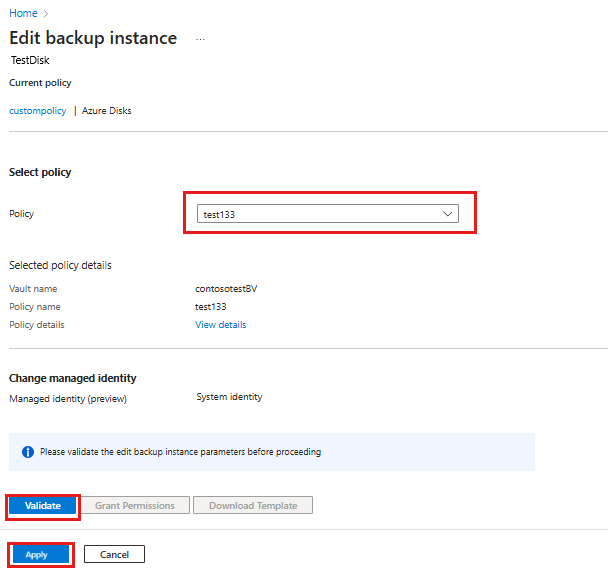 Home
Edit backup instance ...
TestDisk
Current policy
custompolicy | Azure Disks
Select policy
Policy test133
Selected policy details
Vault name contosotestBV
Policy name test133
Policy details View details
Change managed identity
Managed identity (preview) System identity
Please validate the edit backup instance parameters before proceeding
Validate Grant Permissions Download Template
Apply Cancel